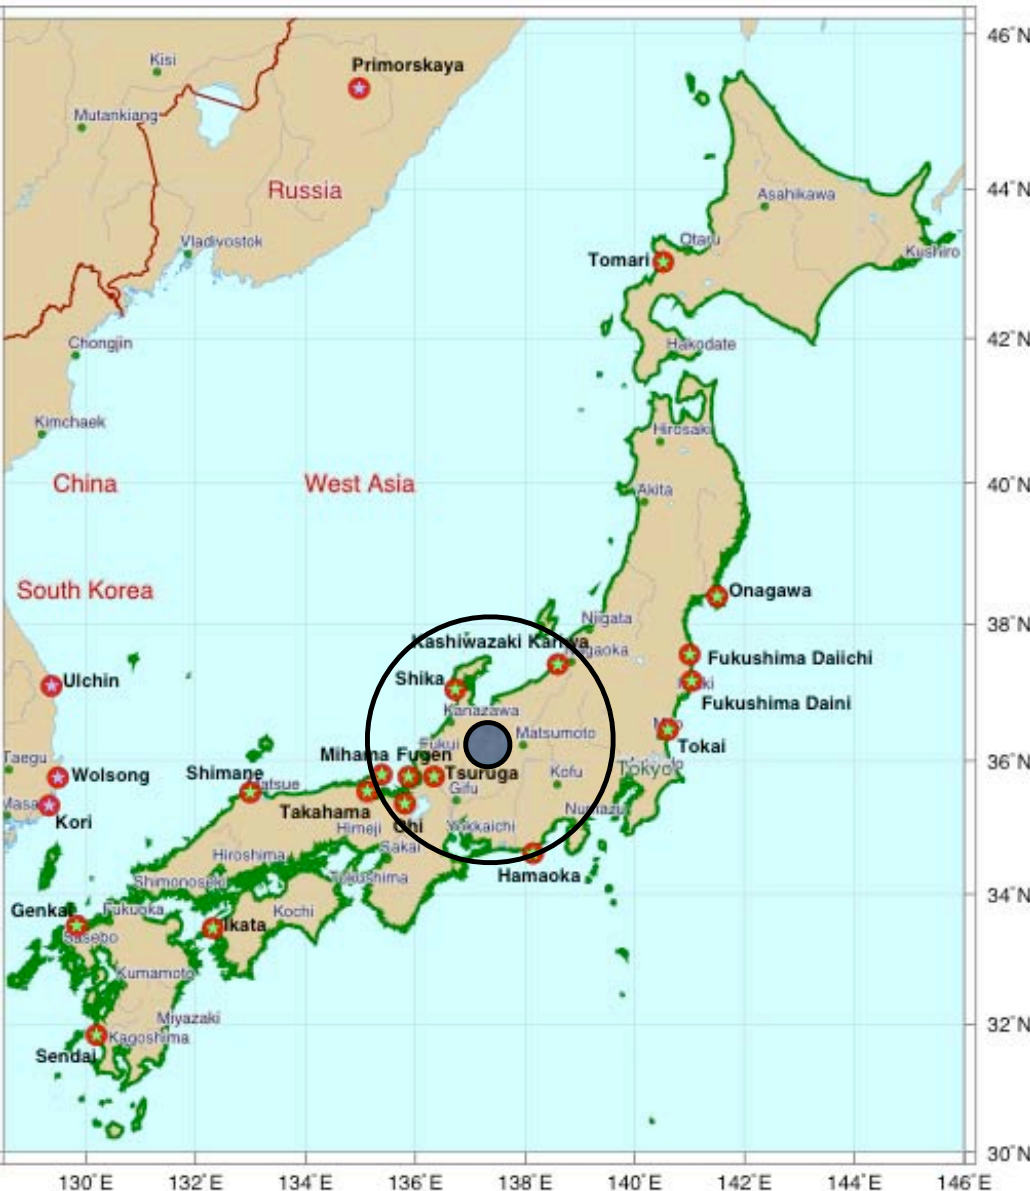 46°N
Kisi
Primorskaya
Mutankiang
Russia
44°N
Asahikawa
Vladivostok
Otaru
Kushiro
Tomari
42°N
Chongjin
Hakodate
Kimchaek
Hirosaki
China
West Asia
40°N
Akita
South Korea
Onagawa
Niigata
38°N
Kashiwazaki Kariwa
Fukushima Daiichi
Ulchin
Shika
Fukushima Daini
Kanazawa
Matsumoto
Fukui
Tokai
Taegu
Mihama
Fugen
36°N
Wolsong
Shimane
Tsuruga
Kofu
Tokyo
Gifu
Takahama
Ohi
Numazu
Kori
Himeji
Yokkaichi
Sakai
Hiroshima
Hamaoka
Tokushima
Shimonoseki
34°N
Genkai
Fukuoka
Kochi
Ikata
Sasebo
Kumamoto
Miyazaki
32°N
Kagoshima
Sendai
30°N
130°E
132°E
134°E
136°E
138°E
140°E
142°E
144°E
146°E